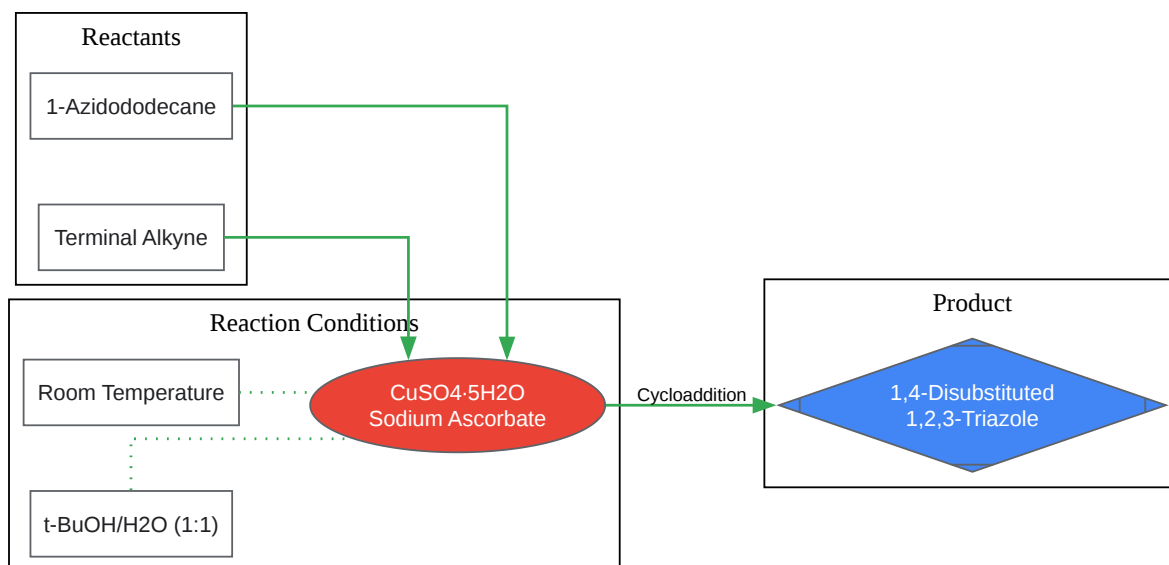 Reactants
1-Azidododecane
Terminal Alkyne
Reaction Conditions
Room Temperature
CuSO4·5H2O
Sodium Ascorbate
t-BuOH/H2O (1:1)
Cycloaddition
Product
1,4-Disubstituted
1,2,3-Triazole